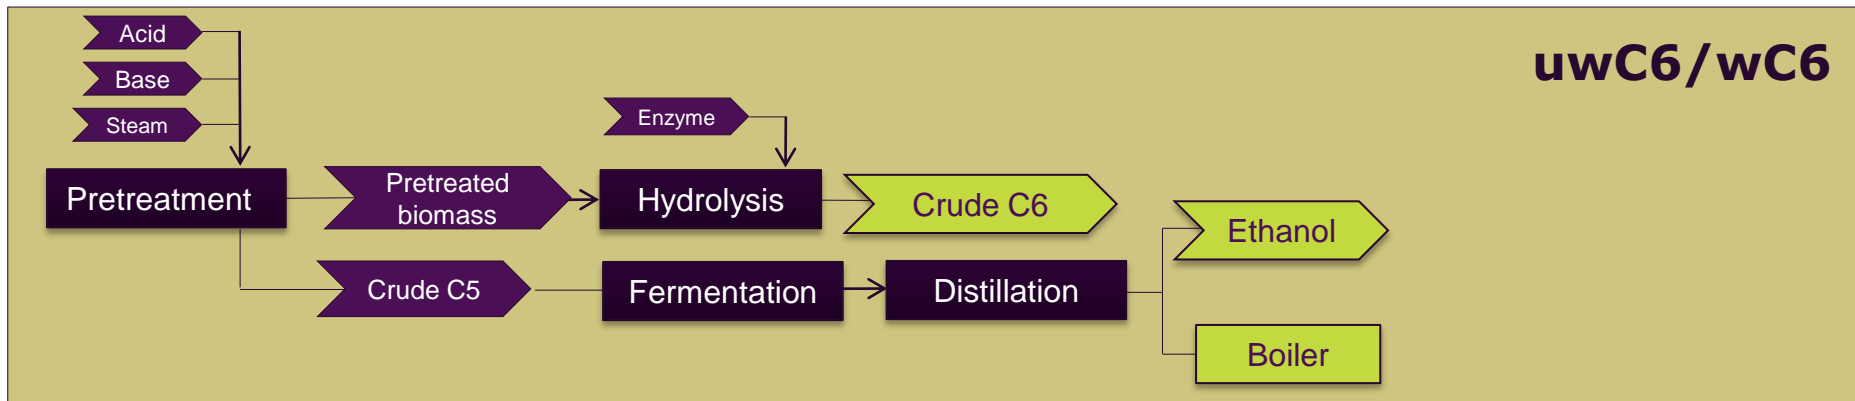 Acid
uwC6/wC6
Base
Steam
Enzyme
Pretreatment
Pretreated
biomass
Hydrolysis
Crude C6
Ethanol
Crude C5
Fermentation
Distillation
Boiler